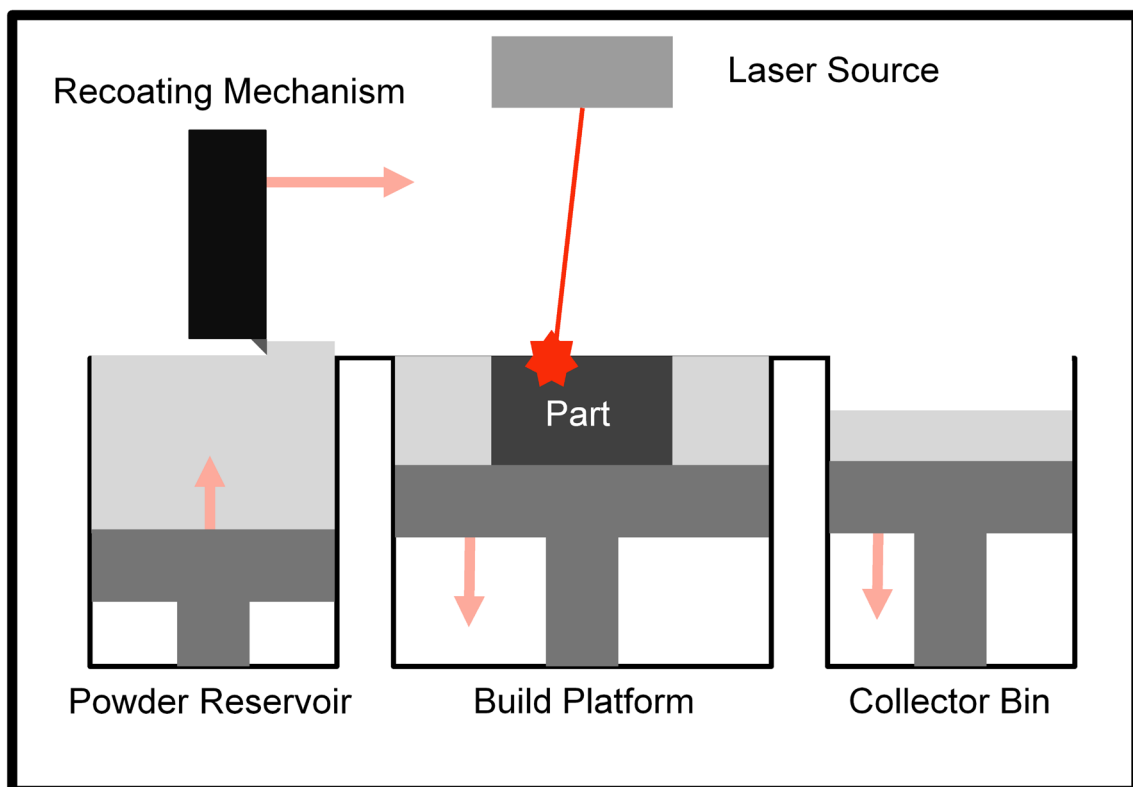 Laser Source
Recoating Mechanism
Part
Powder Reservoir
Build Platform
Collector Bin